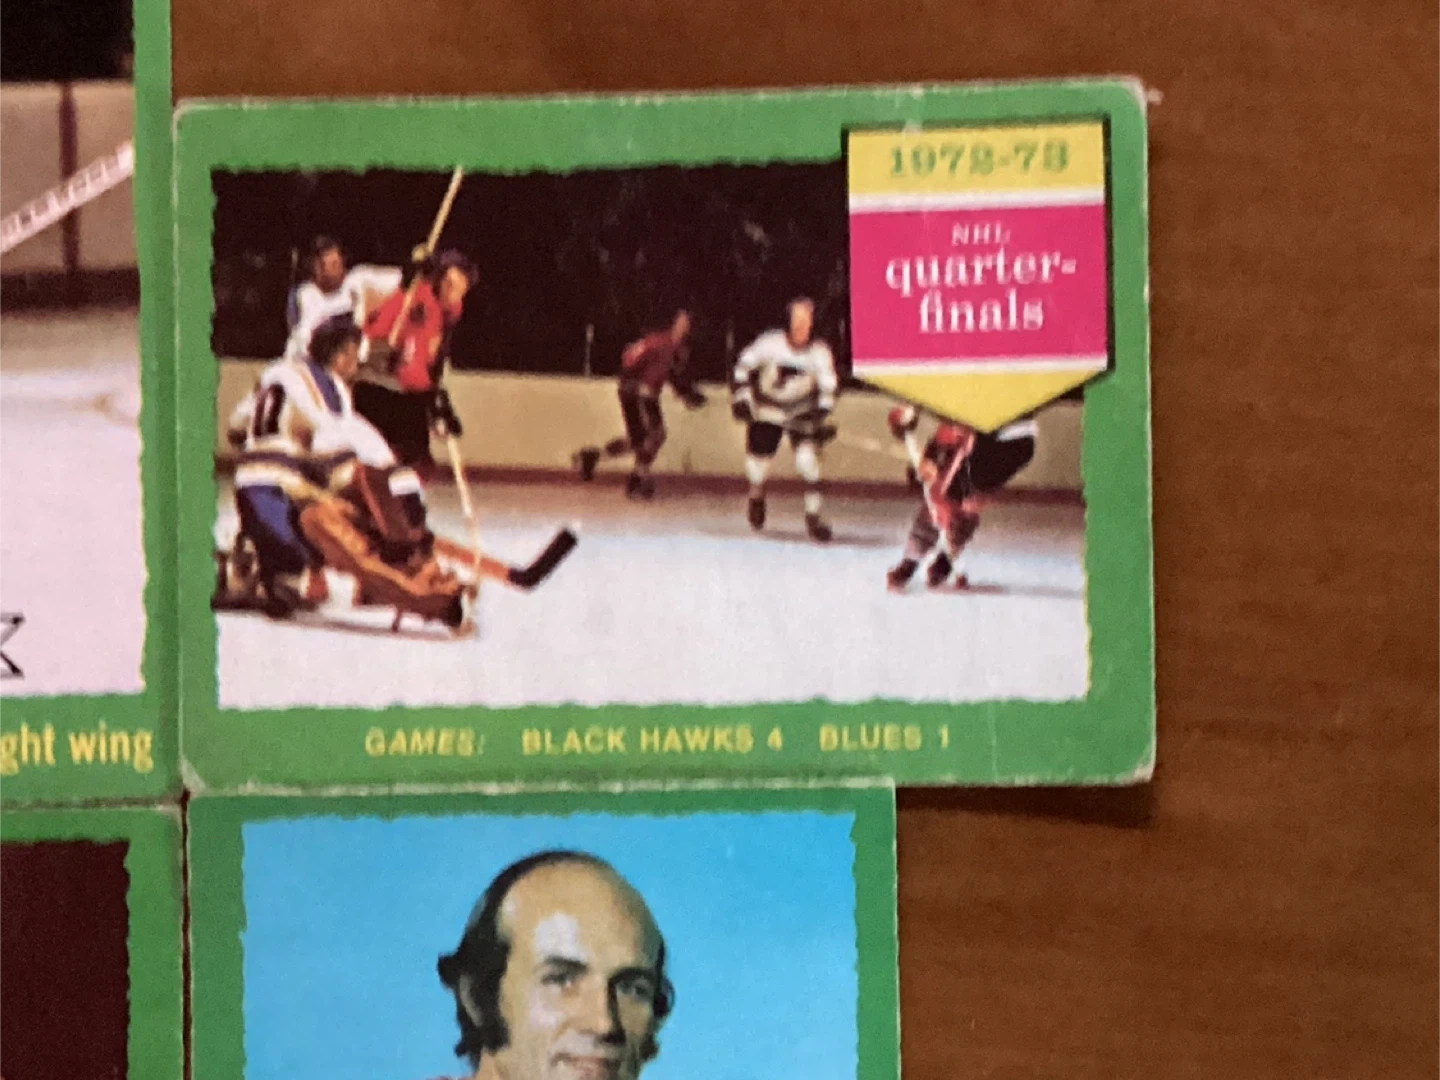 1972-73
NHL
quarter-
finals
GAMES: BLACK HAWKS 4 BLUES 1
ght wing